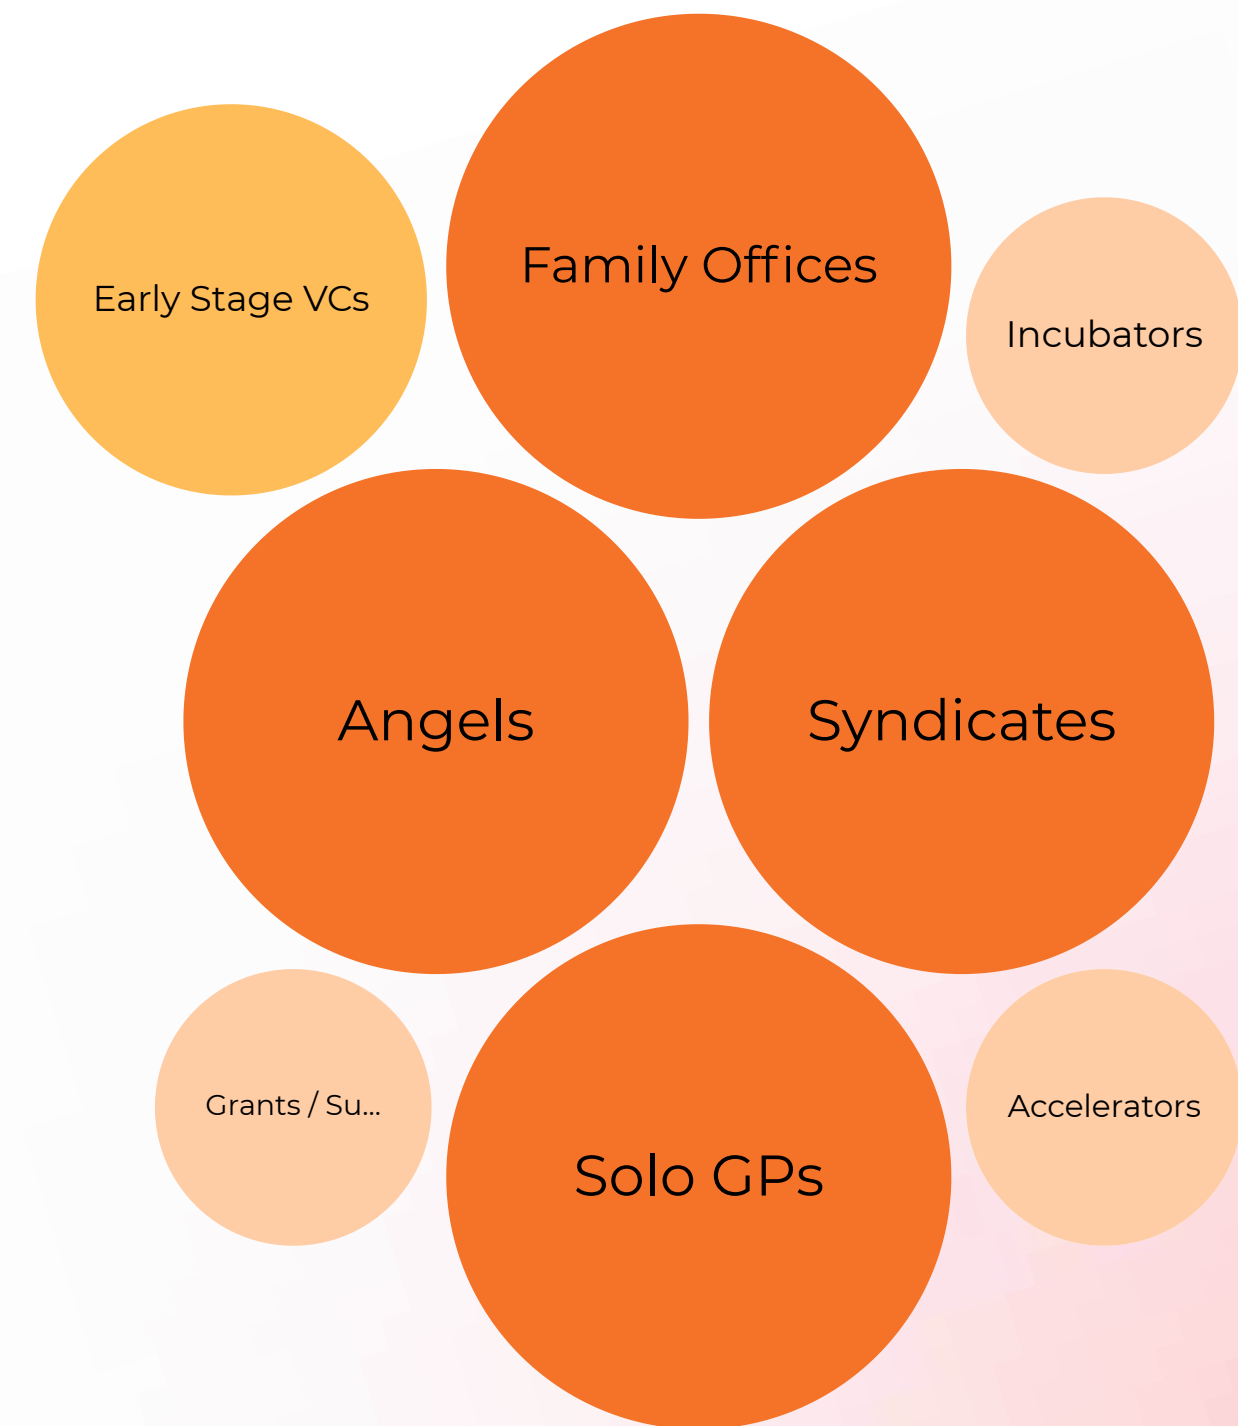 Family Offices
Early Stage VCs
Incubators
Angels
Syndicates
Grants / Su...
Accelerators
Solo GPs